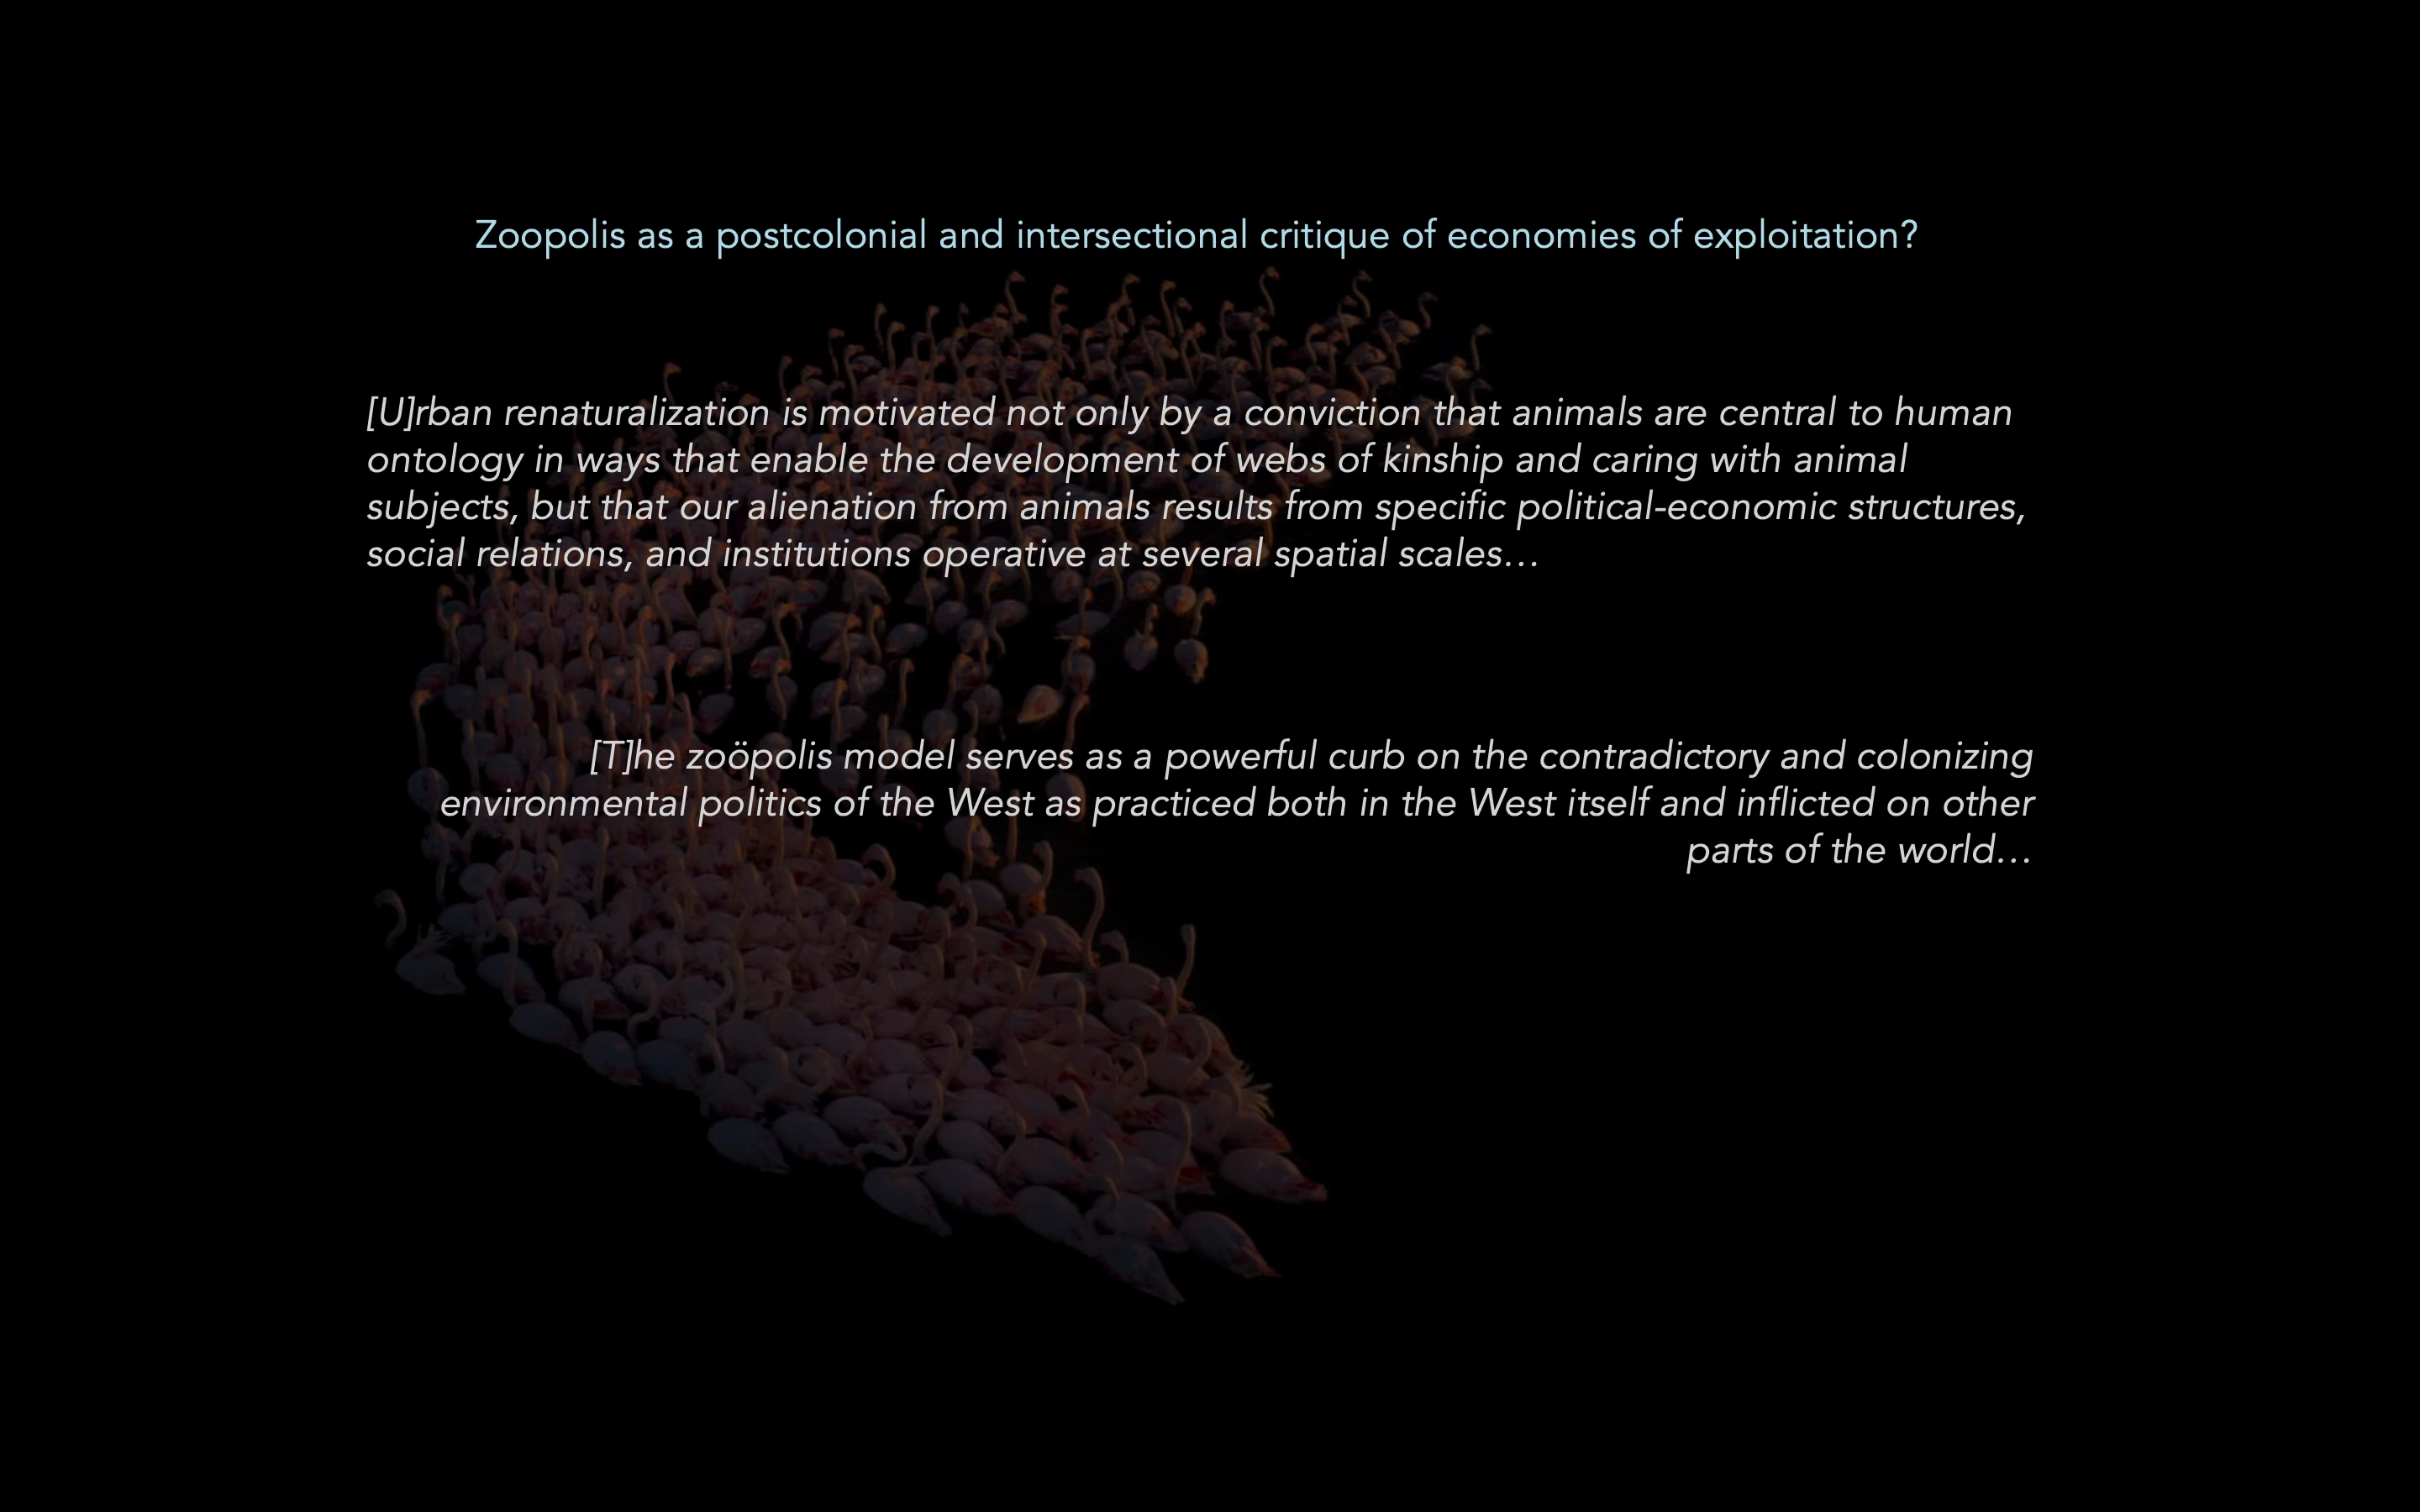 Zoopolis as a postcolonial and intersectional critique of economies of exploitation?
[U]rban renaturalization is motivated not only by a conviction that animals are central to human
ontology in ways that enable the development of webs of kinship and caring with animal
subjects, but that our alienation from animals results from specific political-economic structures,
social relations, and institutions operative at several spatial scales…
[T]he zoöpolis model serves as a powerful curb on the contradictory and colonizing
environmental politics of the West as practiced both in the West itself and inflicted on other
parts of the world…